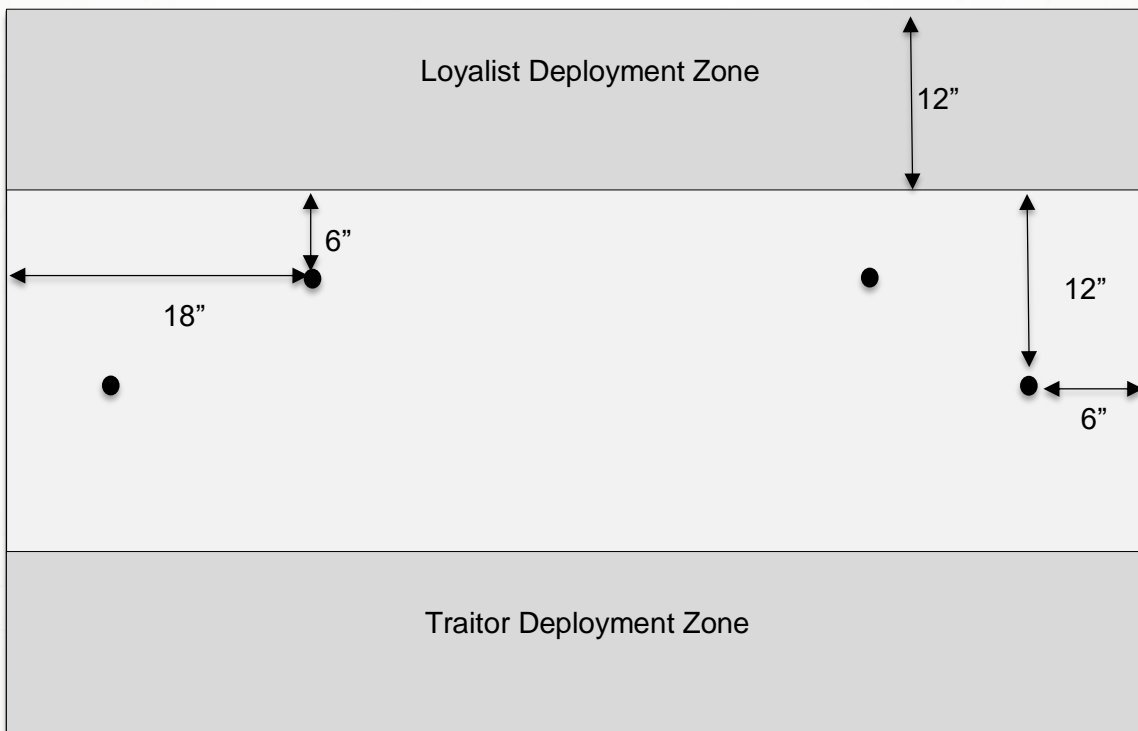 Loyalist Deployment Zone
12”
6”
18”
12”
6”
Traitor Deployment Zone